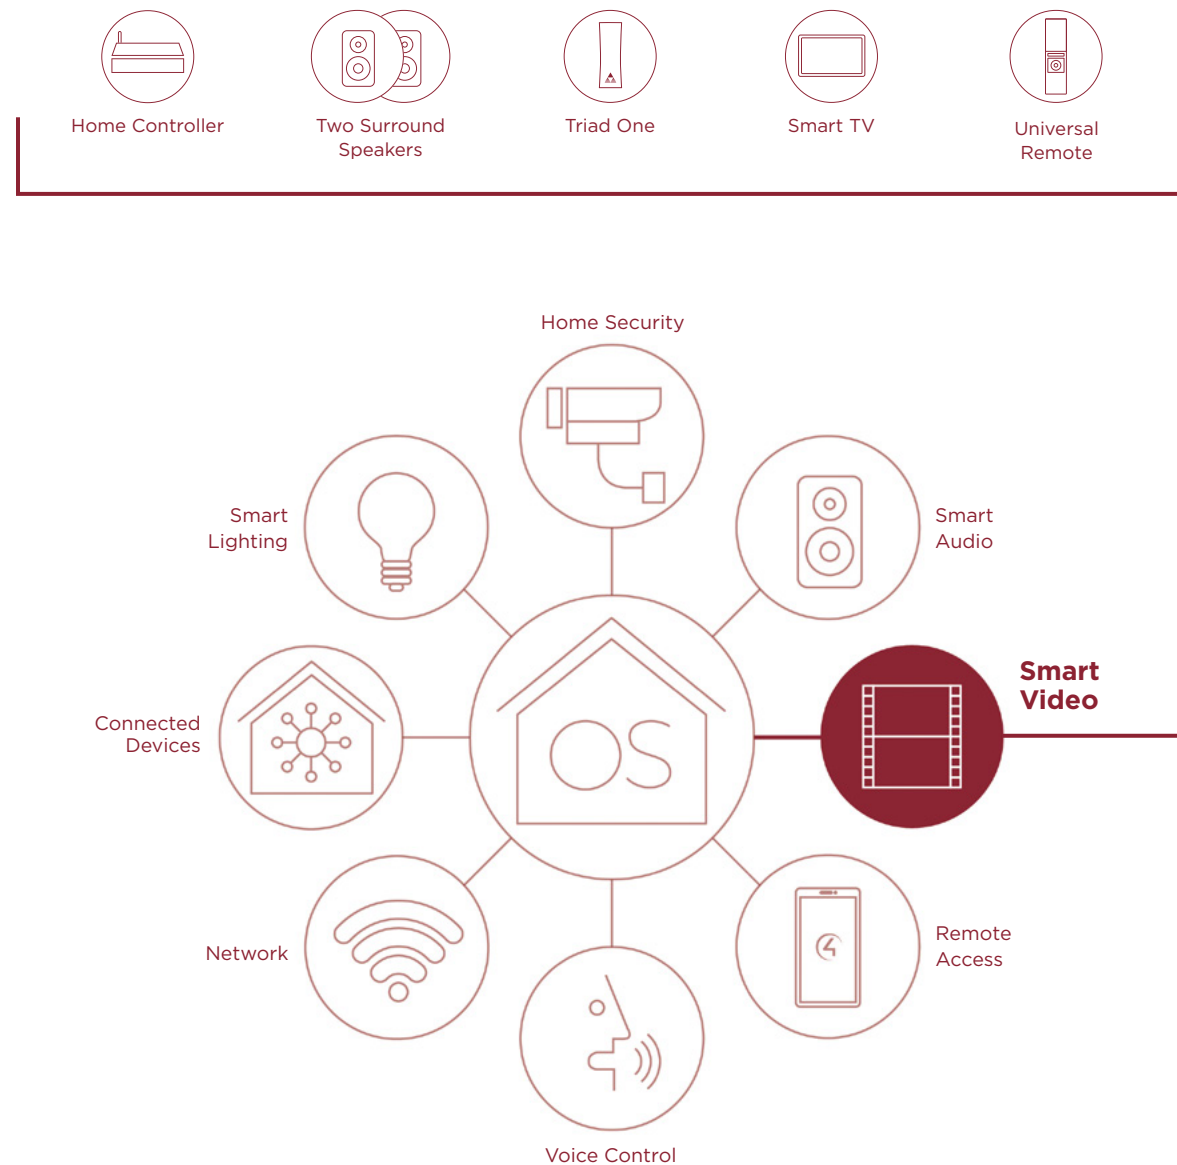 Home Controller
Two Surround
Speakers
Triad One
Smart TV
Universal
Remote
Home Security
Smart
Lighting
Smart
Audio
Connected
Devices
OS
Smart
Video
Network
Remote
Access
4
Voice Control